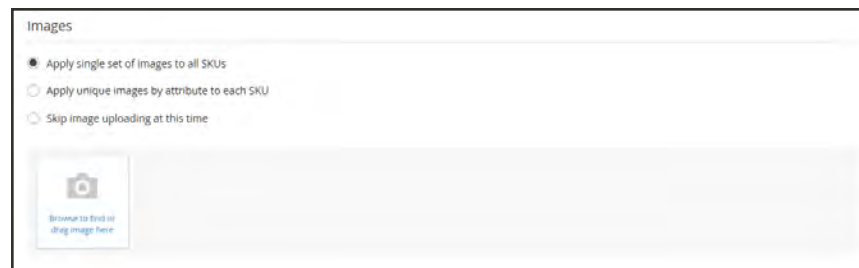 Images
Apply single set of images to all SKUs
Apply unique images by attribute to each SKU
Skip image uploading at this time
Browse to find or
drag image here